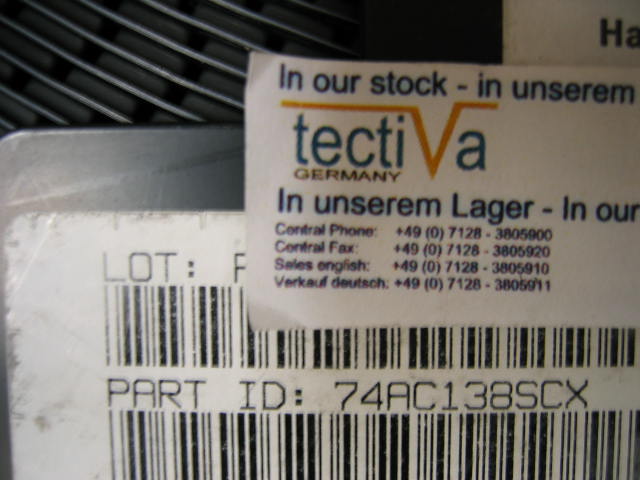 Ha
In our stock - in unserem
tectiVa
GERMANY
In unserem Lager - In our
Central Phone: +49 (0) 7128 - 3805900
Central Fax: +49 (0) 7128 - 3805920
Sales english: +49 (0) 7128 - 3805910
Verkauf deutsch: +49 (0) 7128 - 3805911
LOT:
PART ID: 74AC138SCX